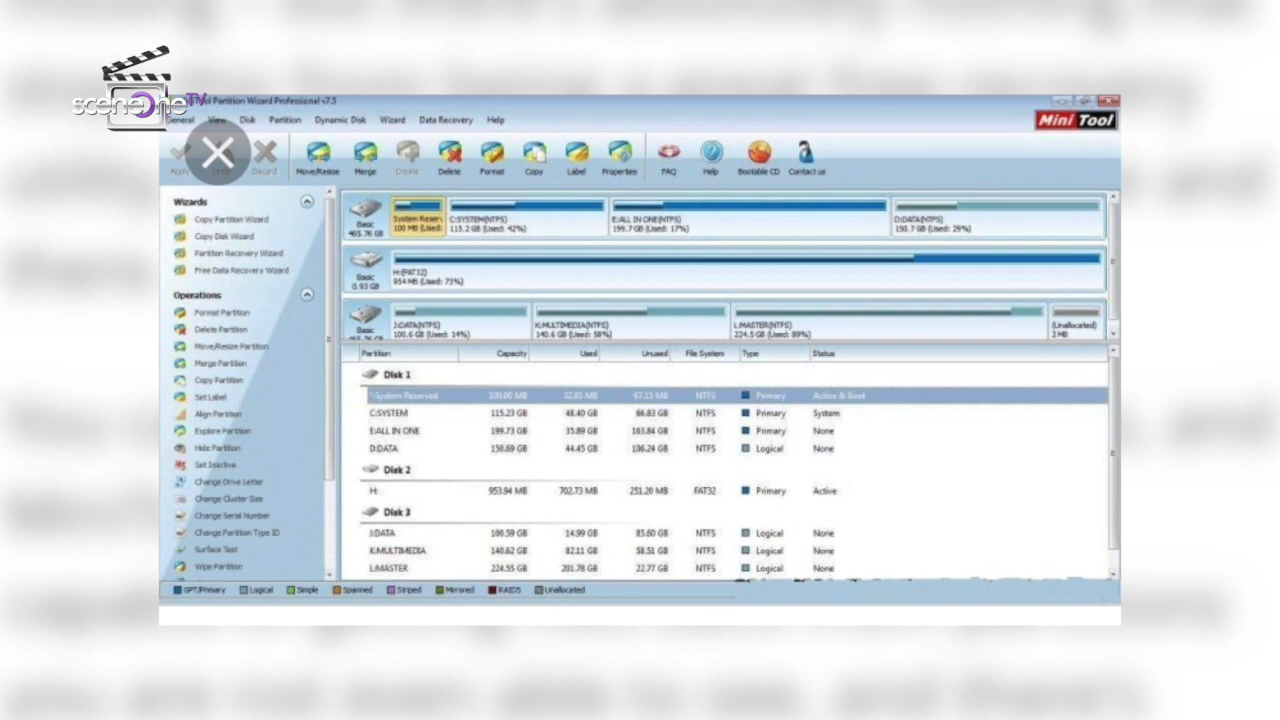 sceneOne TV
Tool Partition Wizard Professional v7.5
General View Disk Partition Dynamic Disk Wizard Data Recovery Help
Mini Tool
Apply Undo Discard Move/Resize Merge Create Delete Format Copy Label Properties FAQ Help Bootable CD Contact us
Wizards
Copy Partition Wizard
Copy Disk Wizard
Partition Recovery Wizard
Free Data Recovery Wizard
Operations
Format Partition
Delete Partition
Move/Resize Partition
Merge Partition
Copy Partition
Set Label
Align Partition
Explore Partition
Hide Partition
Set Inactive
Change Drive Letter
Change Cluster Size
Change Serial Number
Change Partition Type ID
Surface Test
Wipe Partition
Basic
465.76 GB
System Reserv
100 MB (Used:
C:SYSTEM(NTFS)
115.2 GB (Used: 42%)
E:ALL IN ONE(NTFS)
199.7 GB (Used: 17%)
D:DATA(NTFS)
150.7 GB (Used: 29%)
Basic
0.93 GB
H:(FAT32)
954 MB (Used: 73%)
Basic
465.76 GB
J:DATA(NTFS)
100.6 GB (Used: 14%)
K:MULTIMEDIA(NTFS)
140.6 GB (Used: 58%)
L:MASTER(NTFS)
224.5 GB (Used: 89%)
(Unallocated)
2 MB
Partition Capacity Used Unused File System Type Status
Disk 1
*:System Reserved 100.00 MB 32.85 MB 67.15 MB NTFS Primary Active & Boot
C:SYSTEM 115.23 GB 48.40 GB 66.83 GB NTFS Primary System
E:ALL IN ONE 199.73 GB 35.89 GB 163.84 GB NTFS Primary None
D:DATA 150.69 GB 44.45 GB 106.24 GB NTFS Logical None
Disk 2
H: 953.94 MB 702.73 MB 251.20 MB FAT32 Primary Active
Disk 3
J:DATA 100.59 GB 14.99 GB 85.60 GB NTFS Logical None
K:MULTIMEDIA 140.62 GB 82.11 GB 58.51 GB NTFS Logical None
L:MASTER 224.55 GB 201.78 GB 22.77 GB NTFS Logical None
GPT/Primary Logical Simple Spanned Striped Mirrored RAID5 Unallocated